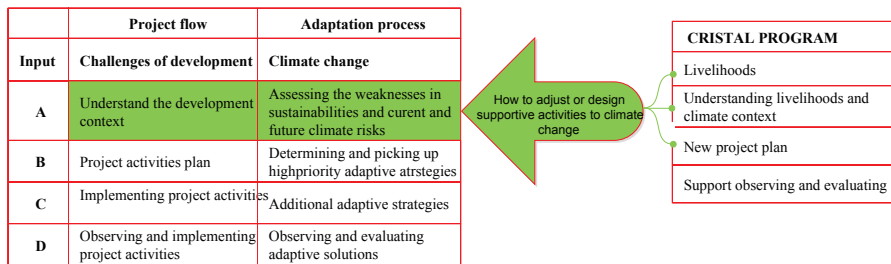 Project flow
Adaptation process
Input
Challenges of development
Climate change
A
Understand the development
context
Assessing the weaknesses in
sustainabilities and curent and
future climate risks
B
Project activities plan
Determining and picking up
highpriority adaptive atrstegies
C
Implementing project activities
Additional adaptive strategies
D
Observing and implementing
project activities
Observing and evaluating
adaptive solutions
How to adjust or design
supportive activities to climate
change
CRISTAL PROGRAM
Livelihoods
Understanding livelihoods and
climate context
New project plan
Support observing and evaluating